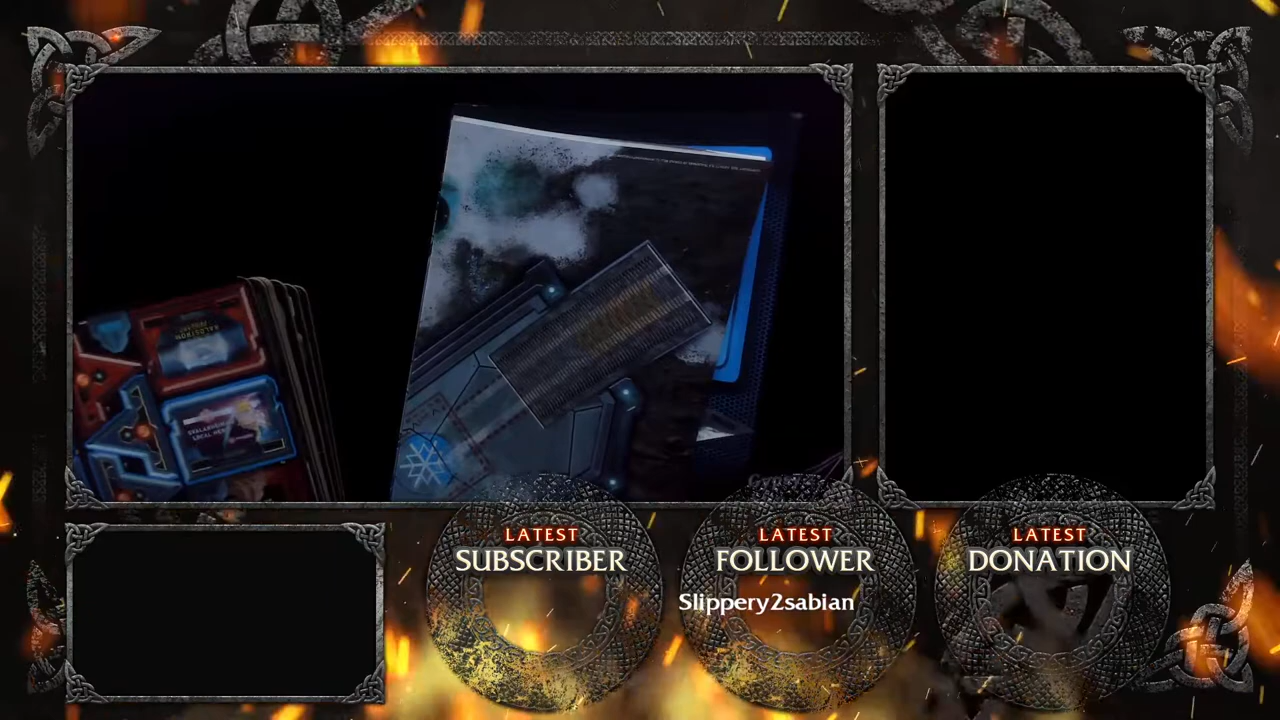 LATEST
SUBSCRIBER
LATEST
FOLLOWER
Slippery2sabian
LATEST
DONATION